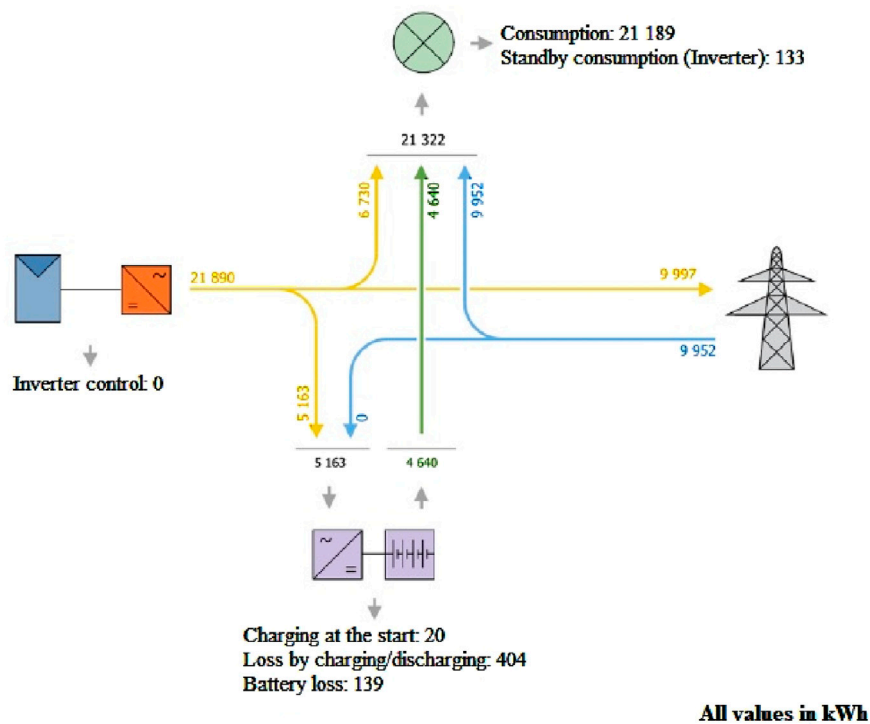 Consumption: 21 189
Standby consumption (Inverter): 133
21 322
6 730
4 640
9 952
21 890
9 997
9 952
Inverter control: 0
5 163
0
5 163
4 640
Charging at the start: 20
Loss by charging/discharging: 404
Battery loss: 139
All values in kWh